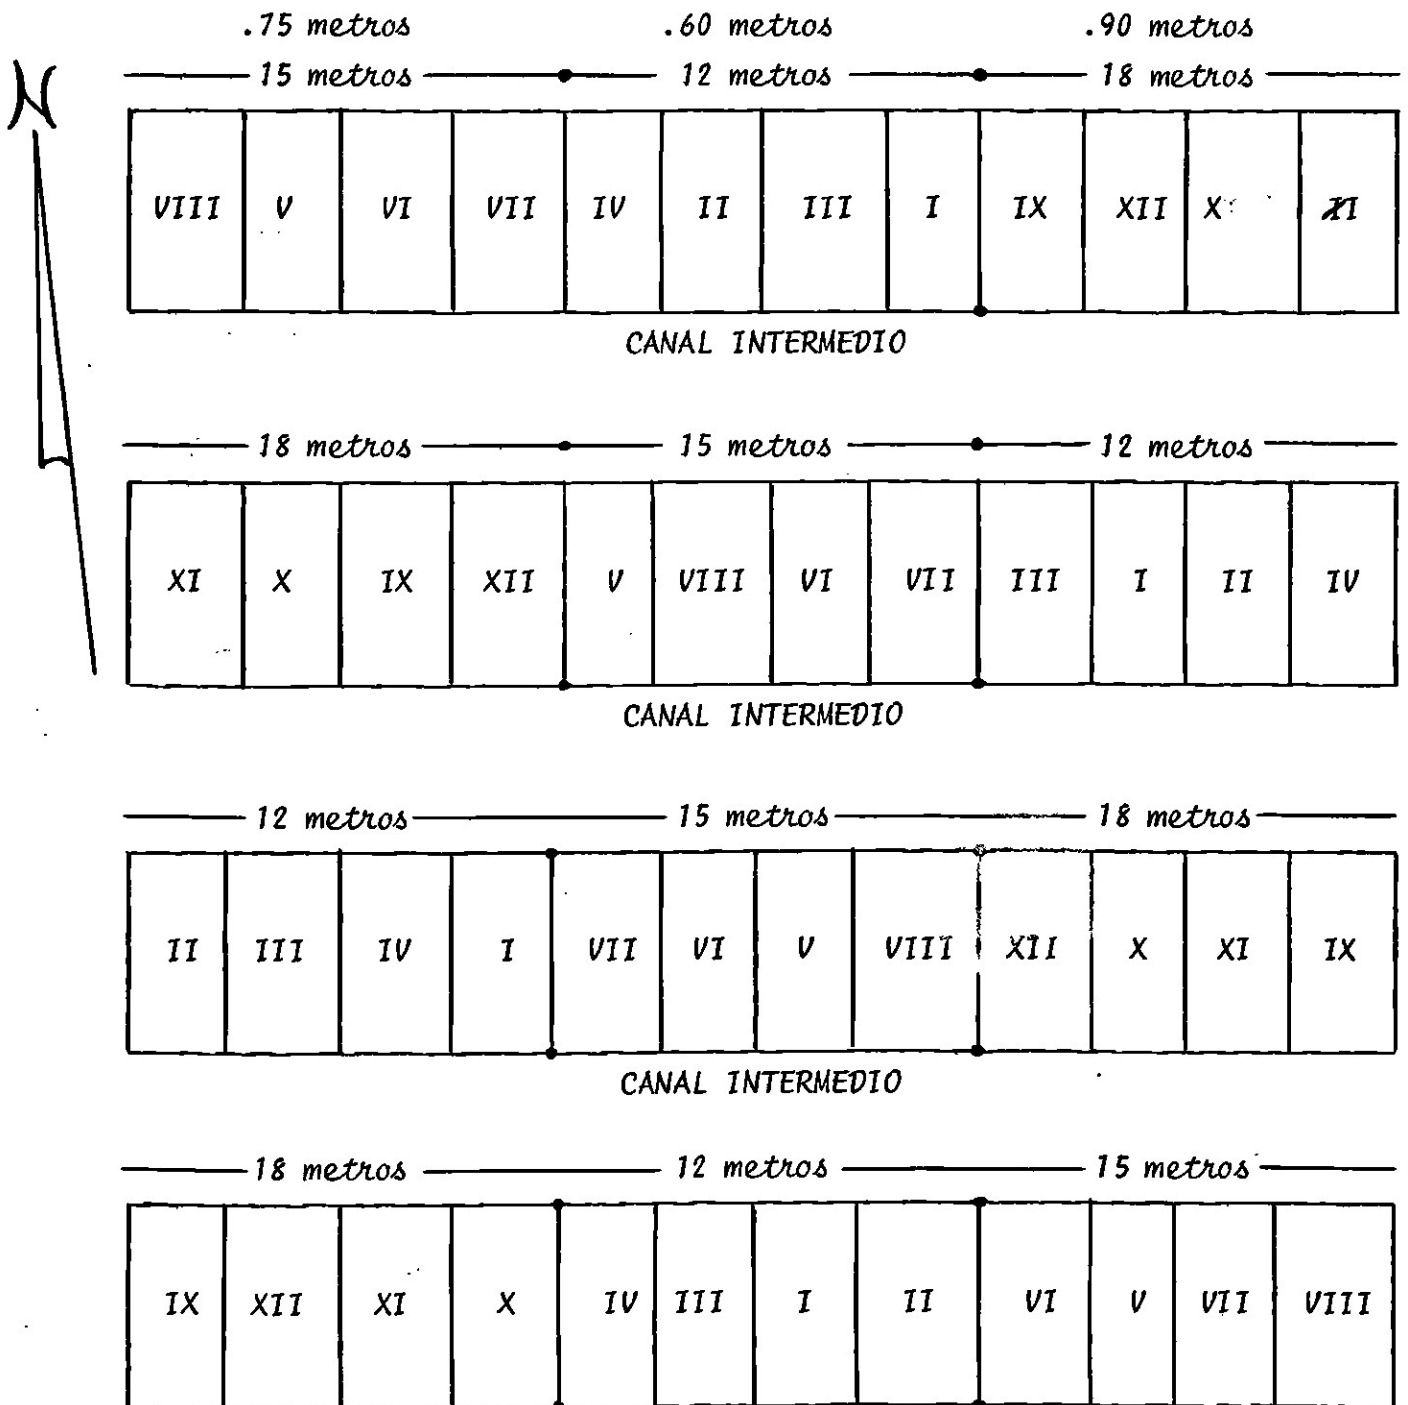 .75 metros .60 metros .90 metros
N
15 metros 12 metros 18 metros
VIII V VI VII IV II III I IX XII X XI
CANAL INTERMEDIO
18 metros 15 metros 12 metros
XI X IX XII V VIII VI VII III I II IV
CANAL INTERMEDIO
12 metros 15 metros 18 metros
II III IV I VII VI V VIII XII X XI IX
CANAL INTERMEDIO
18 metros 12 metros 15 metros
IX XII XI X IV III I II VI V VII VIII